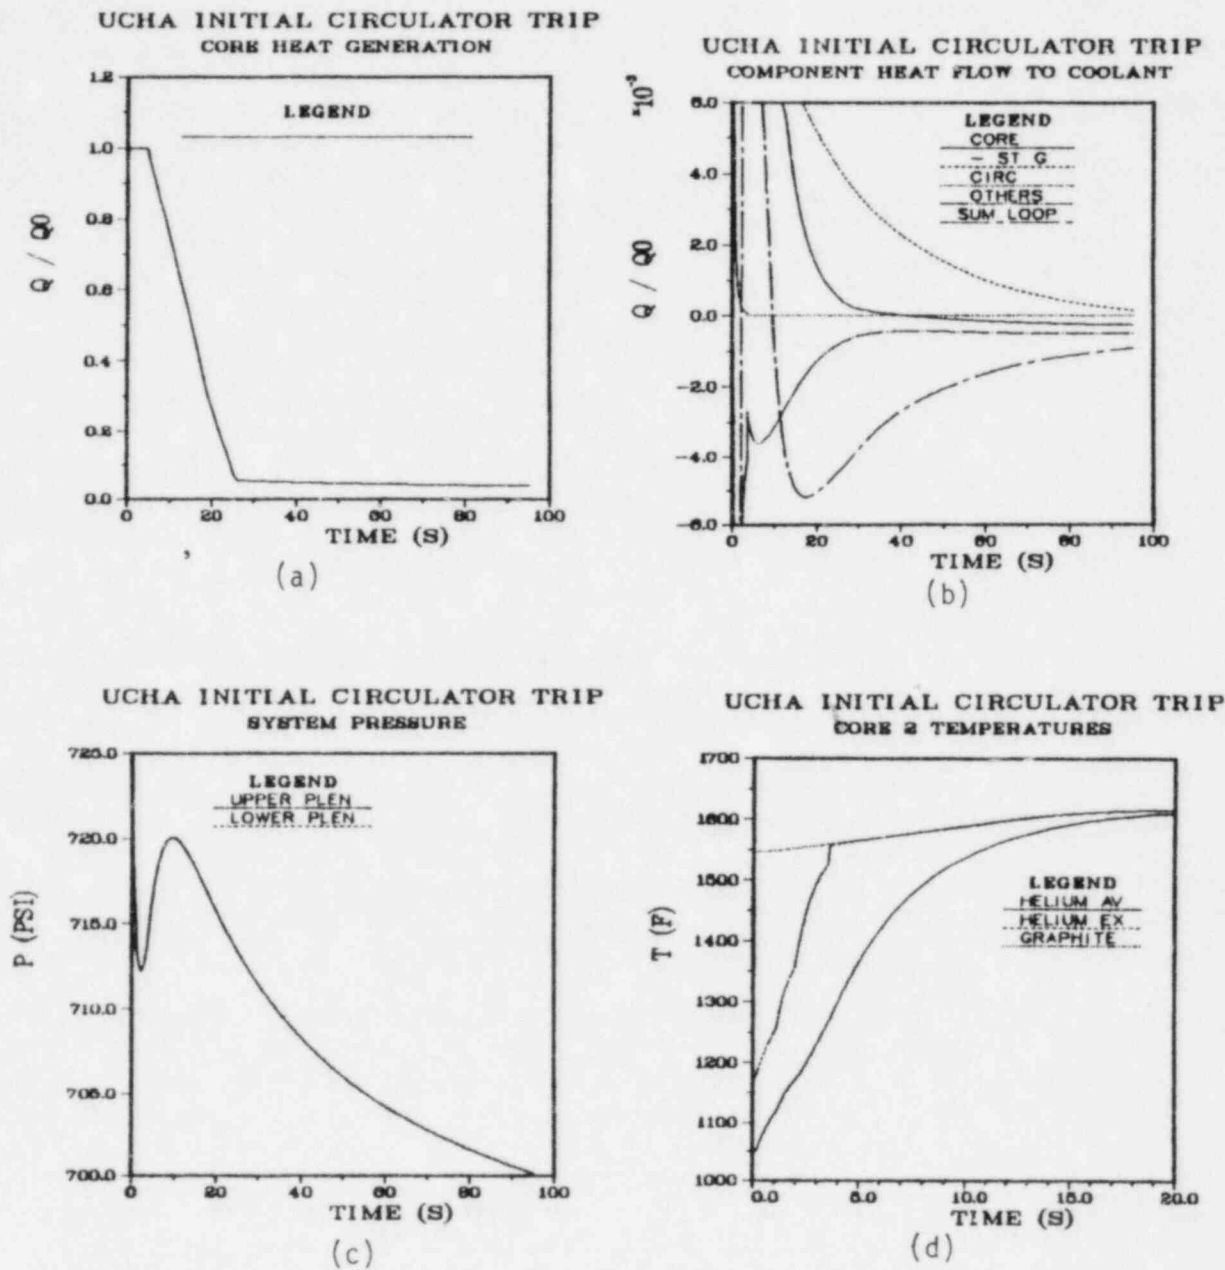 UCHA INITIAL CIRCULATOR TRIP
CORE HEAT GENERATION
LEGEND
1.2
1.0
0.8
0.6
0.4
0.2
0.0
Q / Q0
0
20
40
60
80
100
TIME (S)
(a)
UCHA INITIAL CIRCULATOR TRIP
COMPONENT HEAT FLOW TO COOLANT
*10⁻³
LEGEND
CORE
- ST G
CIRC
OTHERS
SUM LOOP
6.0
4.0
2.0
0.0
-2.0
-4.0
-6.0
Q / Q0
0
20
40
60
80
100
TIME (S)
(b)
UCHA INITIAL CIRCULATOR TRIP
SYSTEM PRESSURE
LEGEND
UPPER PLEN
LOWER PLEN
725.0
720.0
715.0
710.0
705.0
700.0
P (PSI)
0
20
40
60
80
100
TIME (S)
(c)
UCHA INITIAL CIRCULATOR TRIP
CORE 2 TEMPERATURES
LEGEND
HELIUM AV
HELIUM EX
GRAPHITE
1700
1600
1500
1400
1300
1200
1100
1000
T (F)
0.0
5.0
10.0
15.0
20.0
TIME (S)
(d)